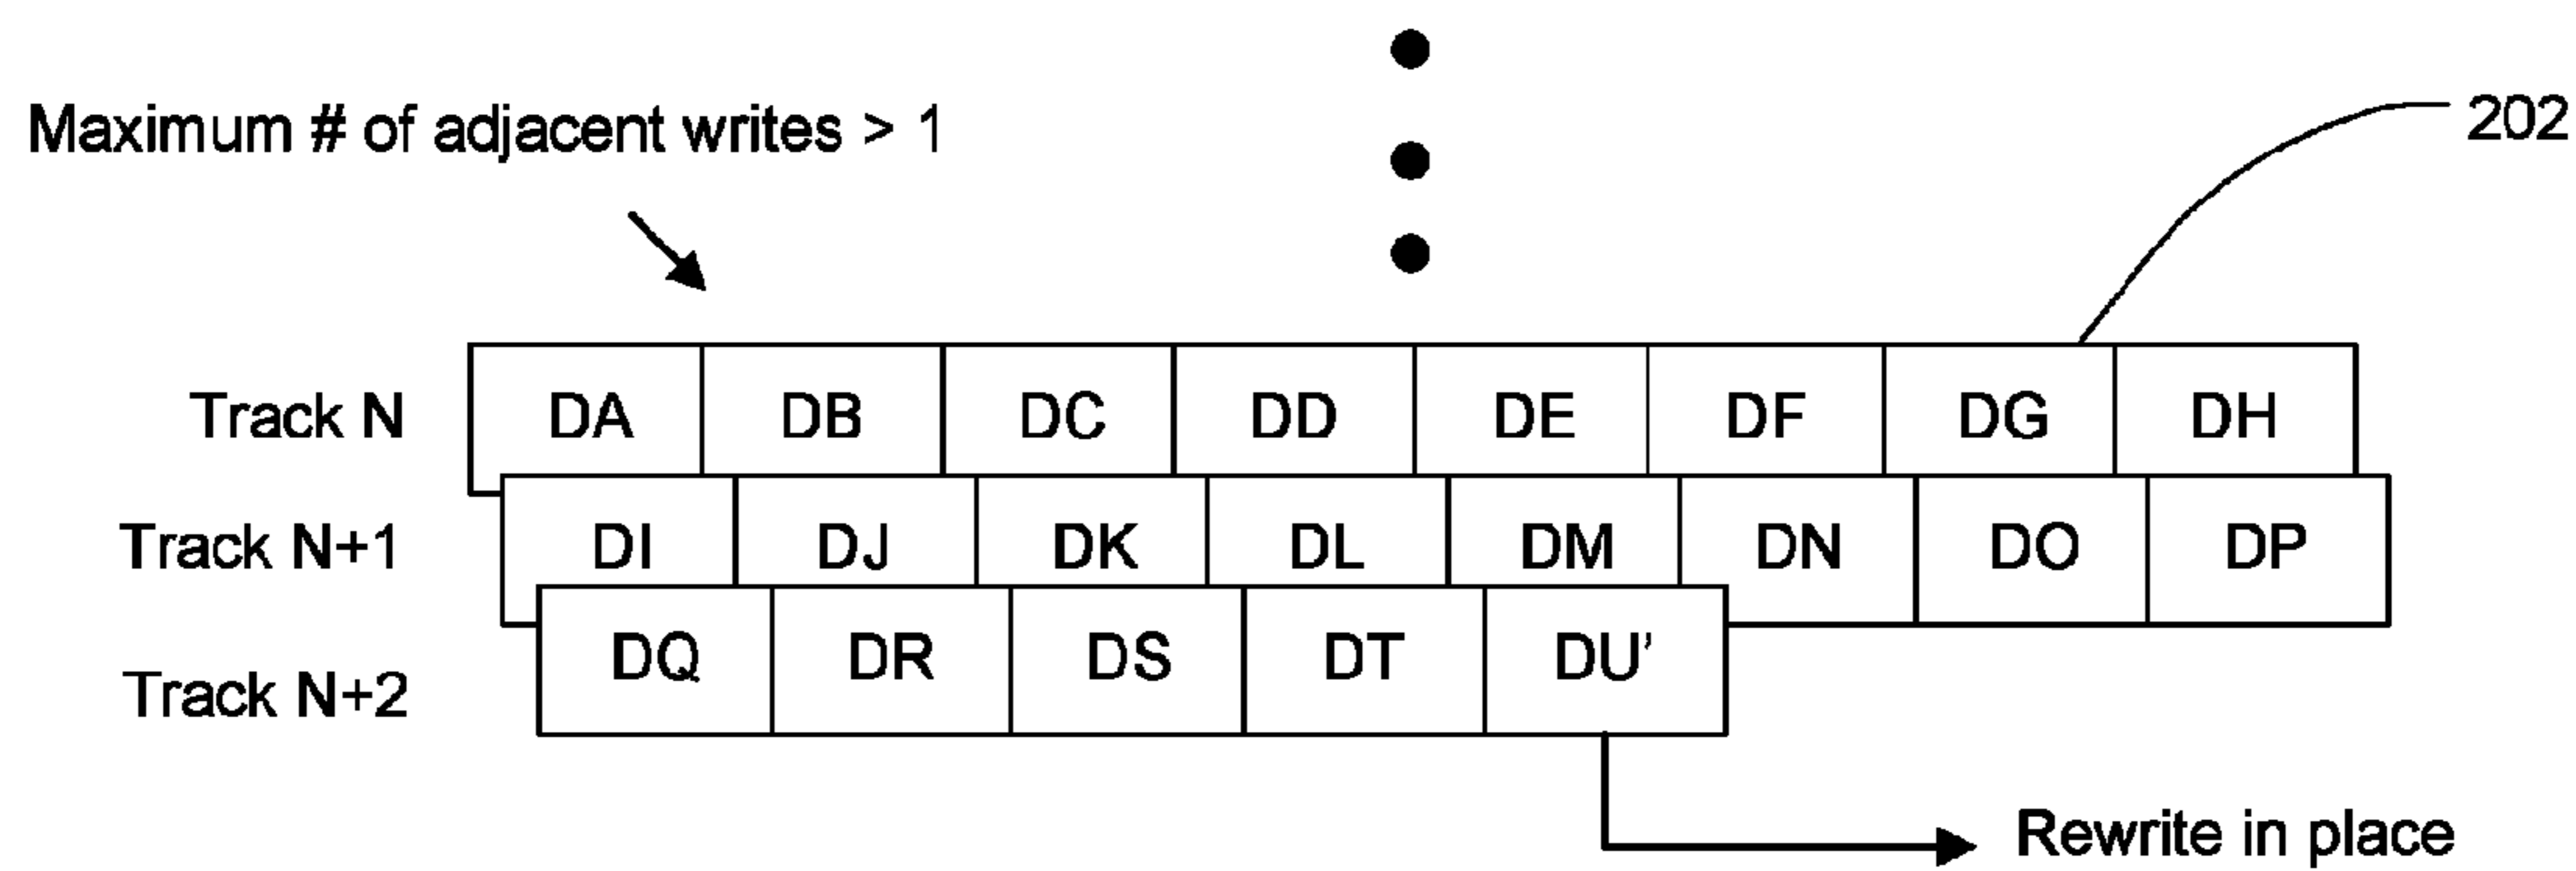 Maximum # of adjacent writes > 1
202
Track N DA DB DC DD DE DF DG DH
Track N+1 DI DJ DK DL DM DN DO DP
Track N+2 DQ DR DS DT DU’
Rewrite in place